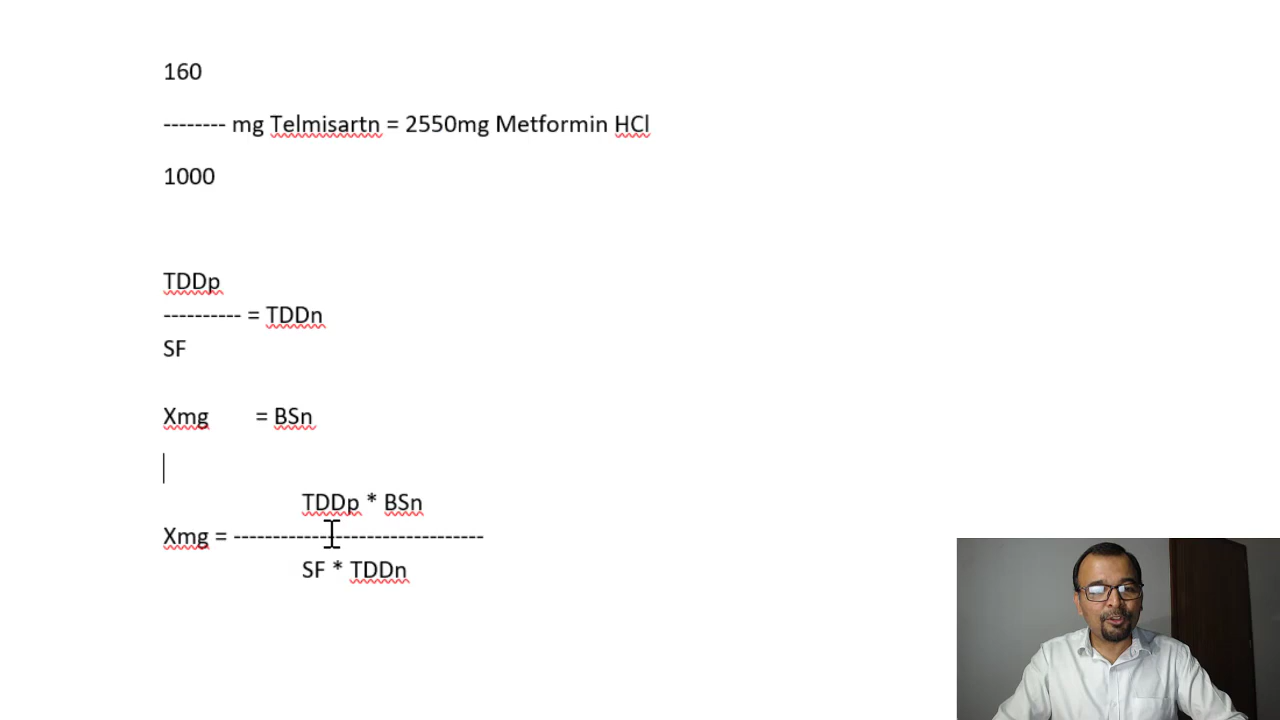 160
-------- mg Telmisartn = 2550mg Metformin HCl
1000
TDDp
---------- = TDDn
SF
Xmg = BSn
TDDp * BSn
Xmg = --------------------------------
SF * TDDn